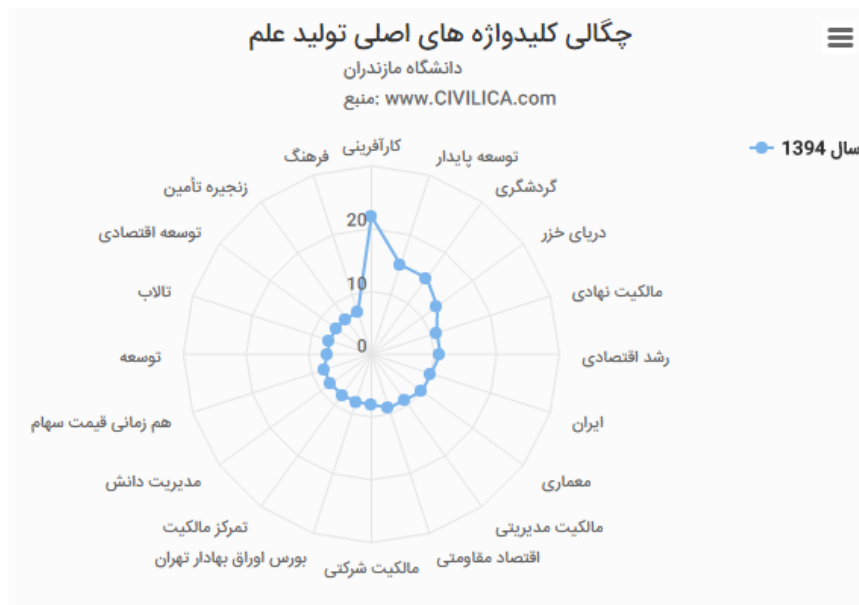 چگالی کلیدواژه های اصلی تولید علم
دانشگاه مازندران
منبع: www.CIVILICA.com
سال 1394
کارآفرینی
توسعه پایدار
گردشگری
دریای خزر
مالکیت نهادی
رشد اقتصادی
ایران
معماری
مالکیت مدیریتی
اقتصاد مقاومتی
مالکیت شرکتی
بورس اوراق بهادار تهران
تمرکز مالکیت
مدیریت دانش
هم زمانی قیمت سهام
توسعه
تالاب
توسعه اقتصادی
زنجیره تأمین
فرهنگ
20
10
0